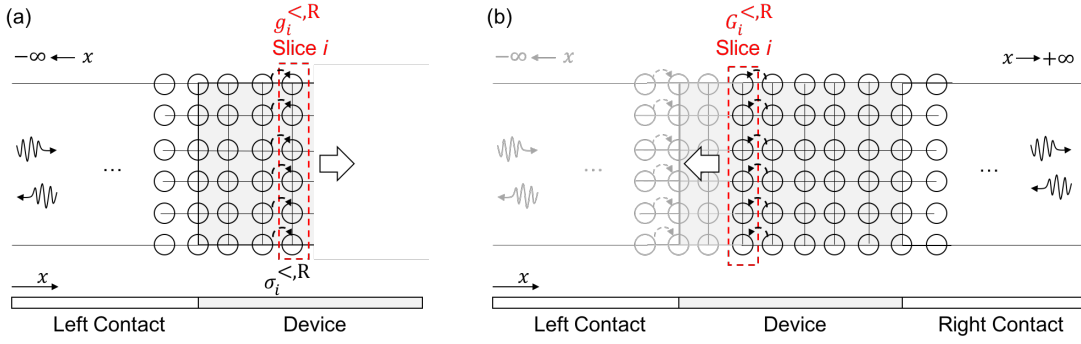 (a)
g_i^{<,R}
Slice i
−∞ ← x
...
σ_i^{<,R}
x
Left Contact
Device
(b)
G_i^{<,R}
Slice i
−∞ ← x
x → +∞
...
...
x
Left Contact
Device
Right Contact